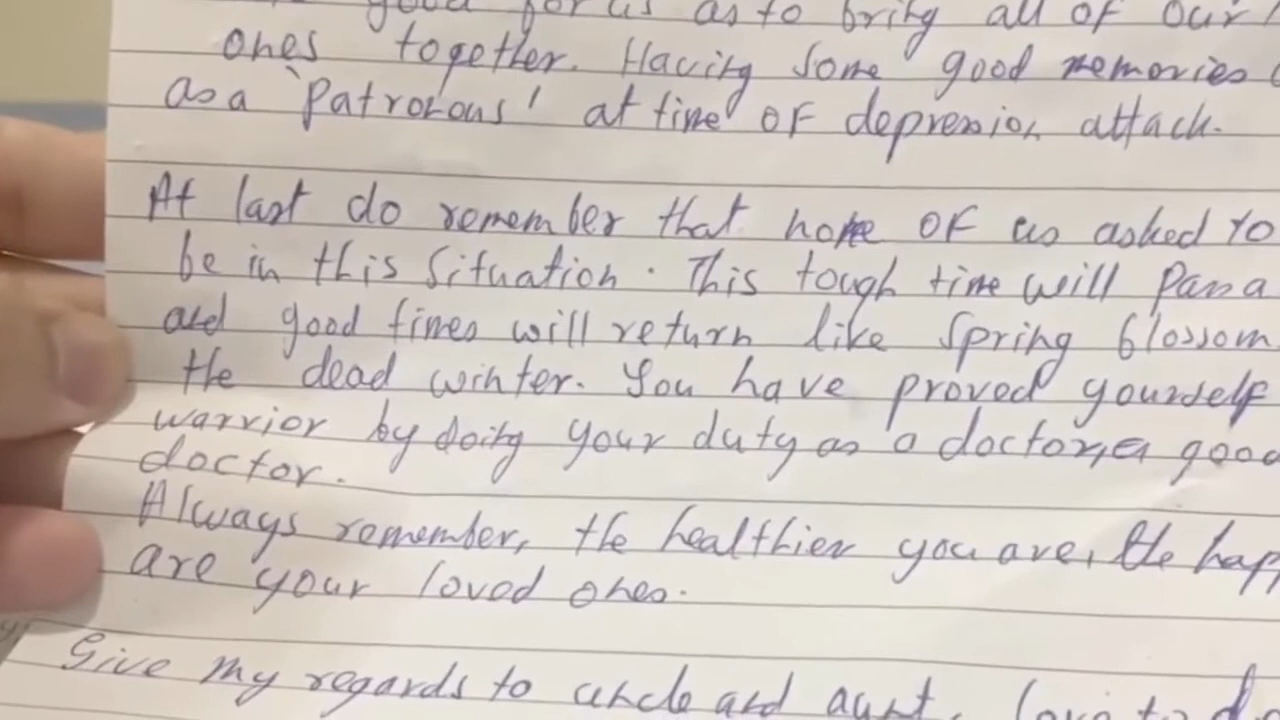 good for us as to bring all of our
ones together. Having some good memories
as a 'Patronous' at time of depression attack.
At last do remember that none of us asked to
be in this situation. This tough time will pass
and good times will return like spring blossom
the dead winter. You have proved yourself
warrior by doing your duty as a doctor, a good
doctor.
Always remember, the healthier you are, the
are your loved ones.
Give my regards to uncle and aunt.